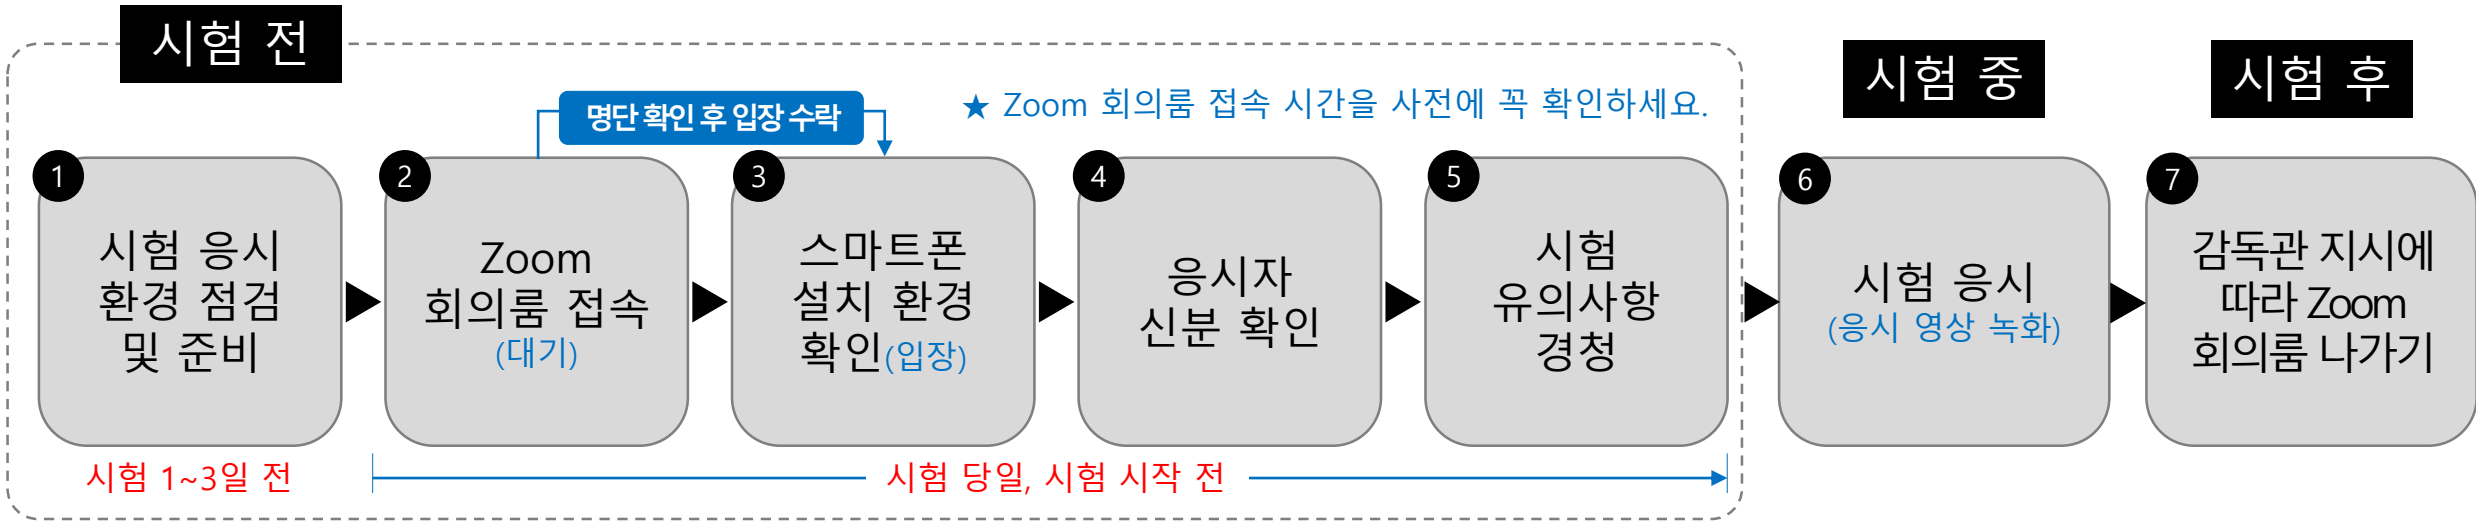 시험 전
시험 중
시험 후
명단 확인 후 입장 수락
★ Zoom 회의룸 접속 시간을 사전에 꼭 확인하세요.
1
시험 응시
환경 점검
및 준비
2
Zoom
회의룸 접속
(대기)
3
스마트폰
설치 환경
확인(입장)
4
응시자
신분 확인
5
시험
유의사항
경청
6
시험 응시
(응시 영상 녹화)
7
감독관 지시에
따라 Zoom
회의룸 나가기
시험 1~3일 전
시험 당일, 시험 시작 전